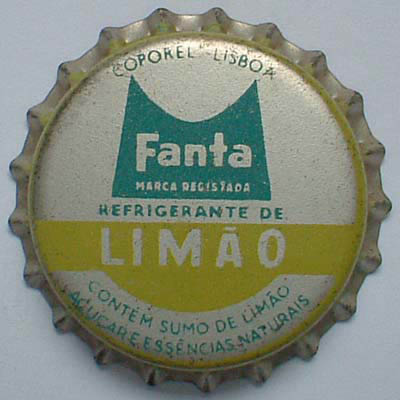 COPOREL - LISBOA
Fanta
MARCA REGISTADA
REFRIGERANTE DE
LIMÃO
CONTÉM SUMO DE LIMÃO
AÇUCAR E ESSÊNCIAS NATURAIS